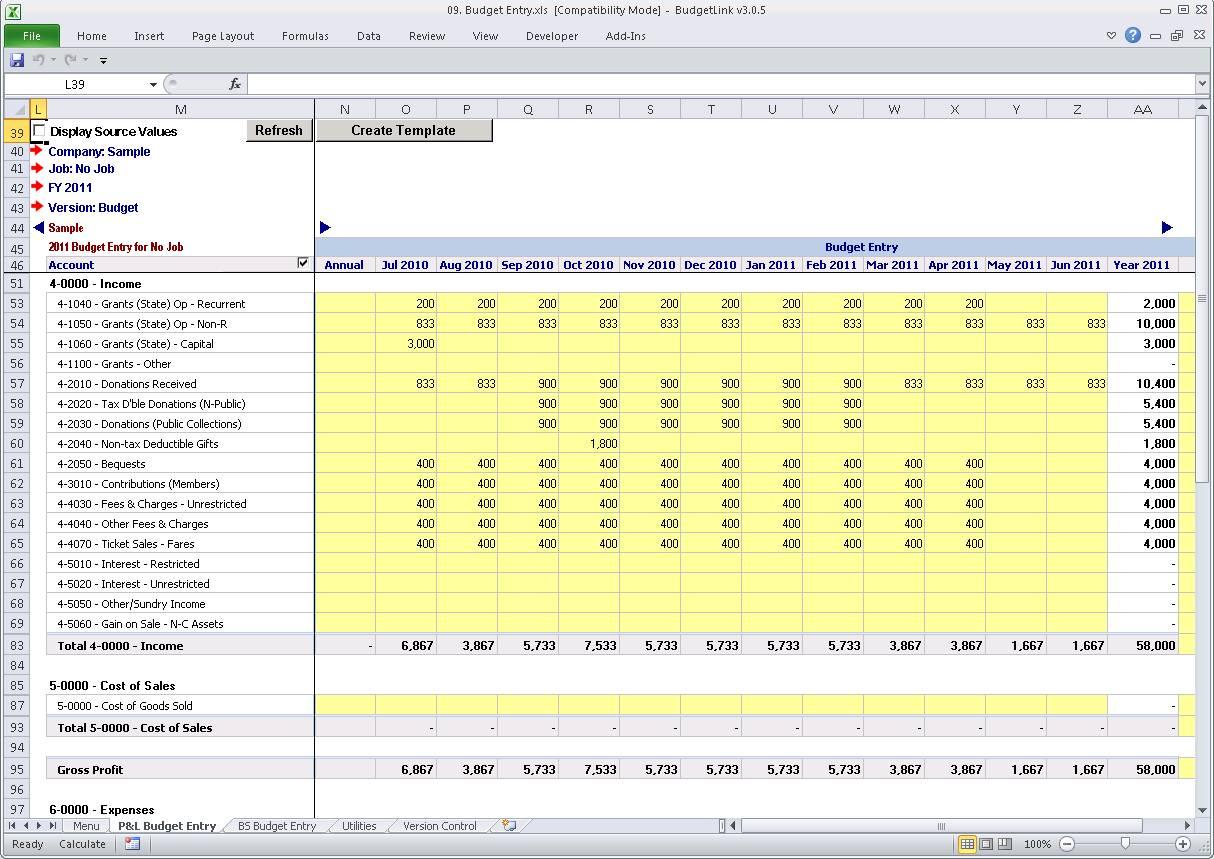 09. Budget Entry.xls [Compatibility Mode] - BudgetLink v3.0.5
File Home Insert Page Layout Formulas Data Review View Developer Add-Ins
L39 fx
L M N O P Q R S T U V W X Y Z AA
39 Display Source Values Refresh Create Template
40 Company: Sample
41 Job: No Job
42 FY 2011
43 Version: Budget
44 Sample
45 2011 Budget Entry for No Job Budget Entry
46 Account Annual Jul 2010 Aug 2010 Sep 2010 Oct 2010 Nov 2010 Dec 2010 Jan 2011 Feb 2011 Mar 2011 Apr 2011 May 2011 Jun 2011 Year 2011
51 4-0000 - Income
53 4-1040 - Grants (State) Op - Recurrent 200 200 200 200 200 200 200 200 200 200 2,000
54 4-1050 - Grants (State) Op - Non-R 833 833 833 833 833 833 833 833 833 833 833 833 10,000
55 4-1060 - Grants (State) - Capital 3,000 3,000
56 4-1100 - Grants - Other -
57 4-2010 - Donations Received 833 833 900 900 900 900 900 900 833 833 833 833 10,400
58 4-2020 - Tax D'ble Donations (N-Public) 900 900 900 900 900 900 5,400
59 4-2030 - Donations (Public Collections) 900 900 900 900 900 900 5,400
60 4-2040 - Non-tax Deductible Gifts 1,800 1,800
61 4-2050 - Bequests 400 400 400 400 400 400 400 400 400 400 4,000
62 4-3010 - Contributions (Members) 400 400 400 400 400 400 400 400 400 400 4,000
63 4-4030 - Fees & Charges - Unrestricted 400 400 400 400 400 400 400 400 400 400 4,000
64 4-4040 - Other Fees & Charges 400 400 400 400 400 400 400 400 400 400 4,000
65 4-4070 - Ticket Sales - Fares 400 400 400 400 400 400 400 400 400 400 4,000
66 4-5010 - Interest - Restricted -
67 4-5020 - Interest - Unrestricted -
68 4-5050 - Other/Sundry Income -
69 4-5060 - Gain on Sale - N-C Assets -
83 Total 4-0000 - Income - 6,867 3,867 5,733 7,533 5,733 5,733 5,733 5,733 3,867 3,867 1,667 1,667 58,000
84
85 5-0000 - Cost of Sales
87 5-0000 - Cost of Goods Sold -
93 Total 5-0000 - Cost of Sales - - - - - - - - - - - - -
94
95 Gross Profit 6,867 3,867 5,733 7,533 5,733 5,733 5,733 5,733 3,867 3,867 1,667 1,667 58,000
96
97 6-0000 - Expenses
Menu P&L Budget Entry BS Budget Entry Utilities Version Control
Ready Calculate 100%